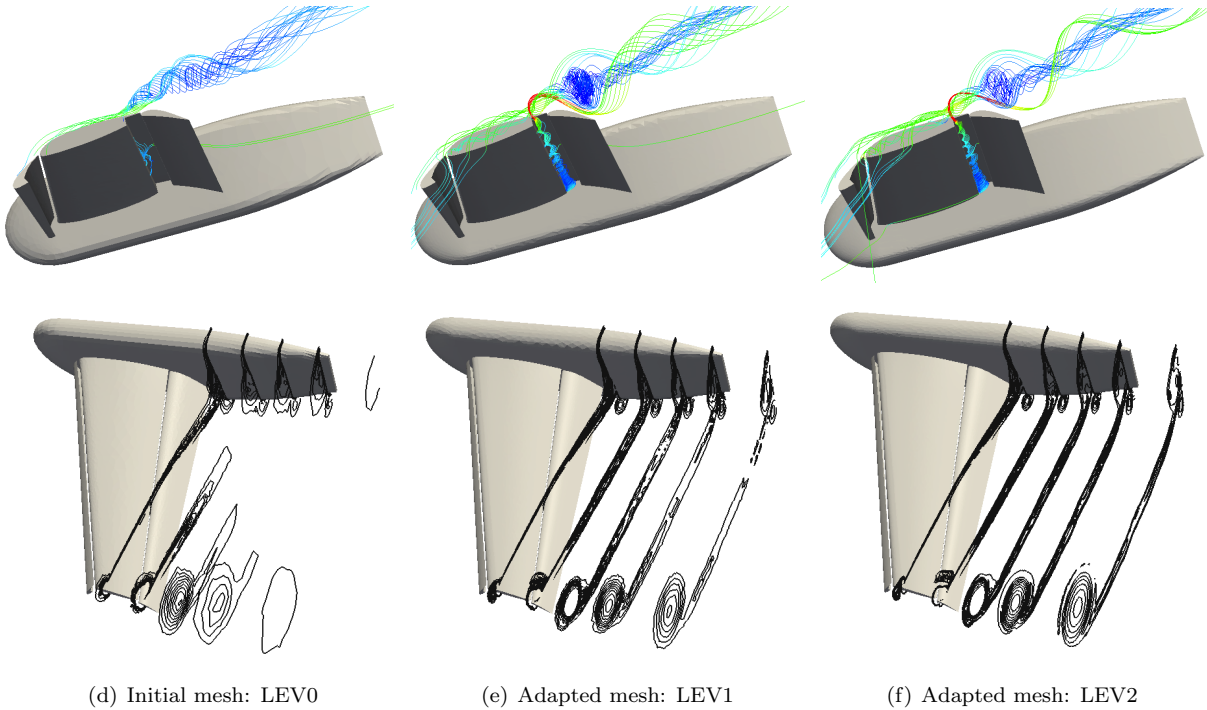 (d) Initial mesh: LEV0
(e) Adapted mesh: LEV1
(f) Adapted mesh: LEV2